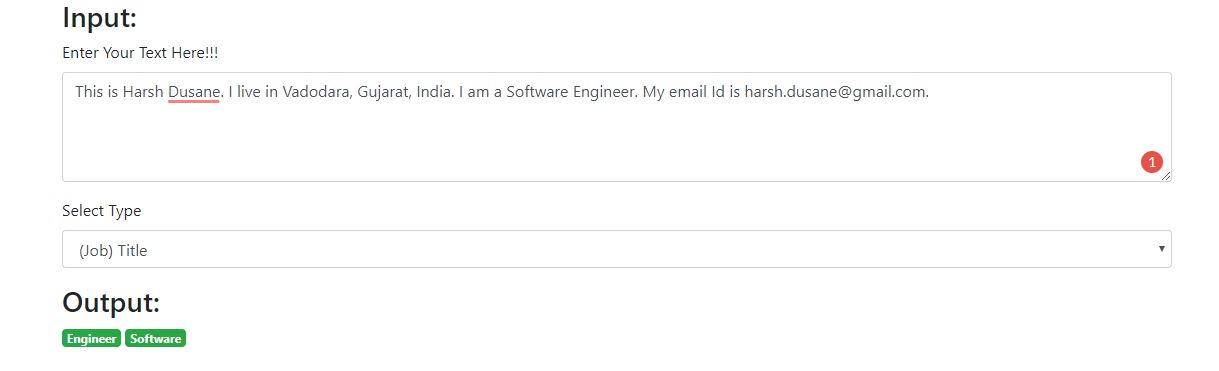 Input:
Enter Your Text Here!!!
This is Harsh Dusane. I live in Vadodara, Gujarat, India. I am a Software Engineer. My email Id is harsh.dusane@gmail.com.
1
Select Type
(Job) Title
Output:
Engineer Software